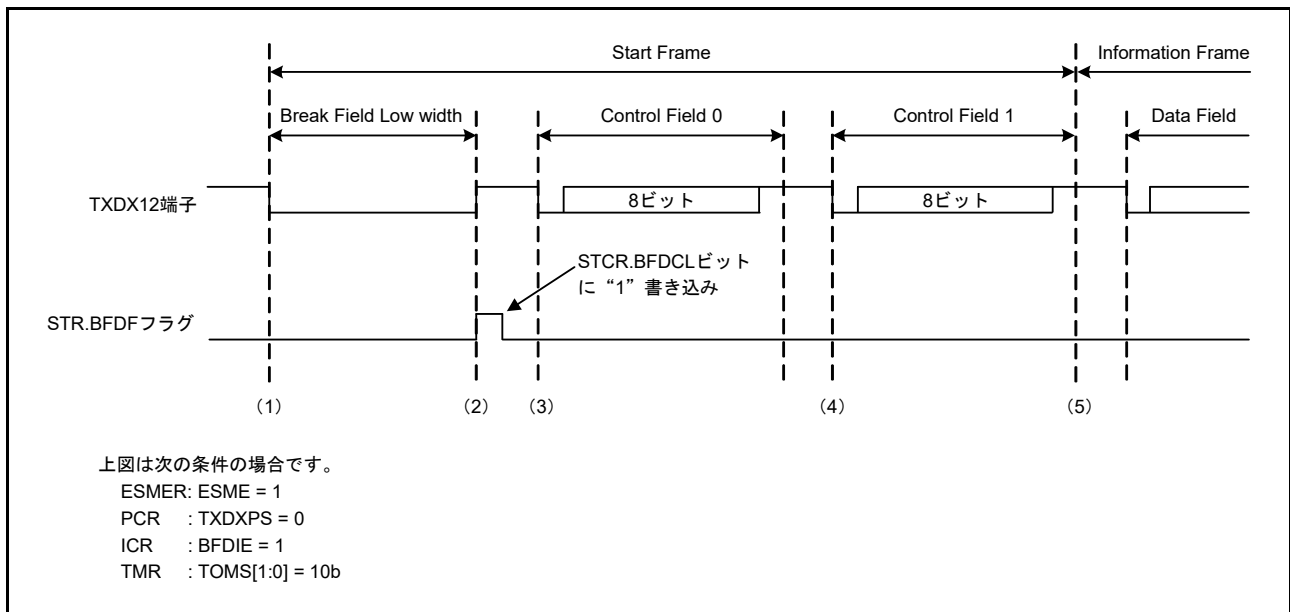 Start Frame
Information Frame
Break Field Low width
Control Field 0
Control Field 1
Data Field
TXDX12端子
8ビット
8ビット
STCR.BFDCLビット
に“1”書き込み
STR.BFDFフラグ
（1）
（2）
（3）
（4）
（5）
上図は次の条件の場合です。
ESMER: ESME = 1
PCR : TXDXPS = 0
ICR : BFDIE = 1
TMR : TOMS[1:0] = 10b